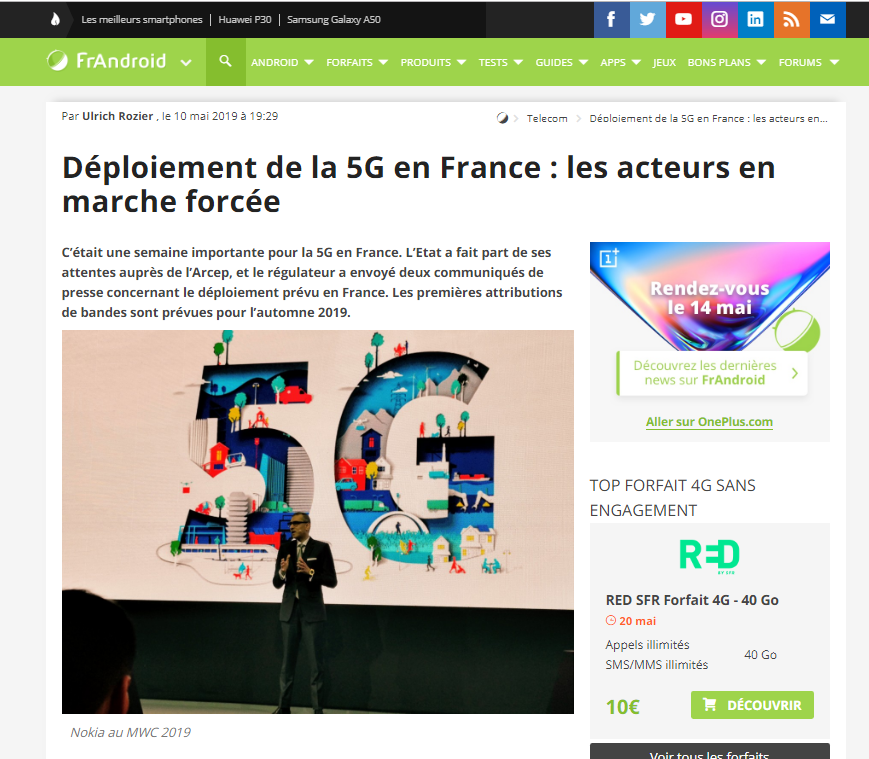 Les meilleurs smartphones | Huawei P30 | Samsung Galaxy A50
FrAndroid
ANDROID FORFAITS PRODUITS TESTS GUIDES APPS JEUX BONS PLANS FORUMS
Par Ulrich Rozier , le 10 mai 2019 à 19:29
Telecom > Déploiement de la 5G en France : les acteurs en...
Déploiement de la 5G en France : les acteurs en
marche forcée
C’était une semaine importante pour la 5G en France. L’Etat a fait part de ses
attentes auprès de l’Arcep, et le régulateur a envoyé deux communiqués de
presse concernant le déploiement prévu en France. Les premières attributions
de bandes sont prévues pour l’automne 2019.
5G
Nokia au MWC 2019
1+
Rendez-vous
le 14 mai
Découvrez les dernières
news sur FrAndroid
Aller sur OnePlus.com
TOP FORFAIT 4G SANS
ENGAGEMENT
RED
BY SFR
RED SFR Forfait 4G - 40 Go
20 mai
Appels illimités
SMS/MMS illimités
40 Go
10€
DÉCOUVRIR
Voir tous les forfaits